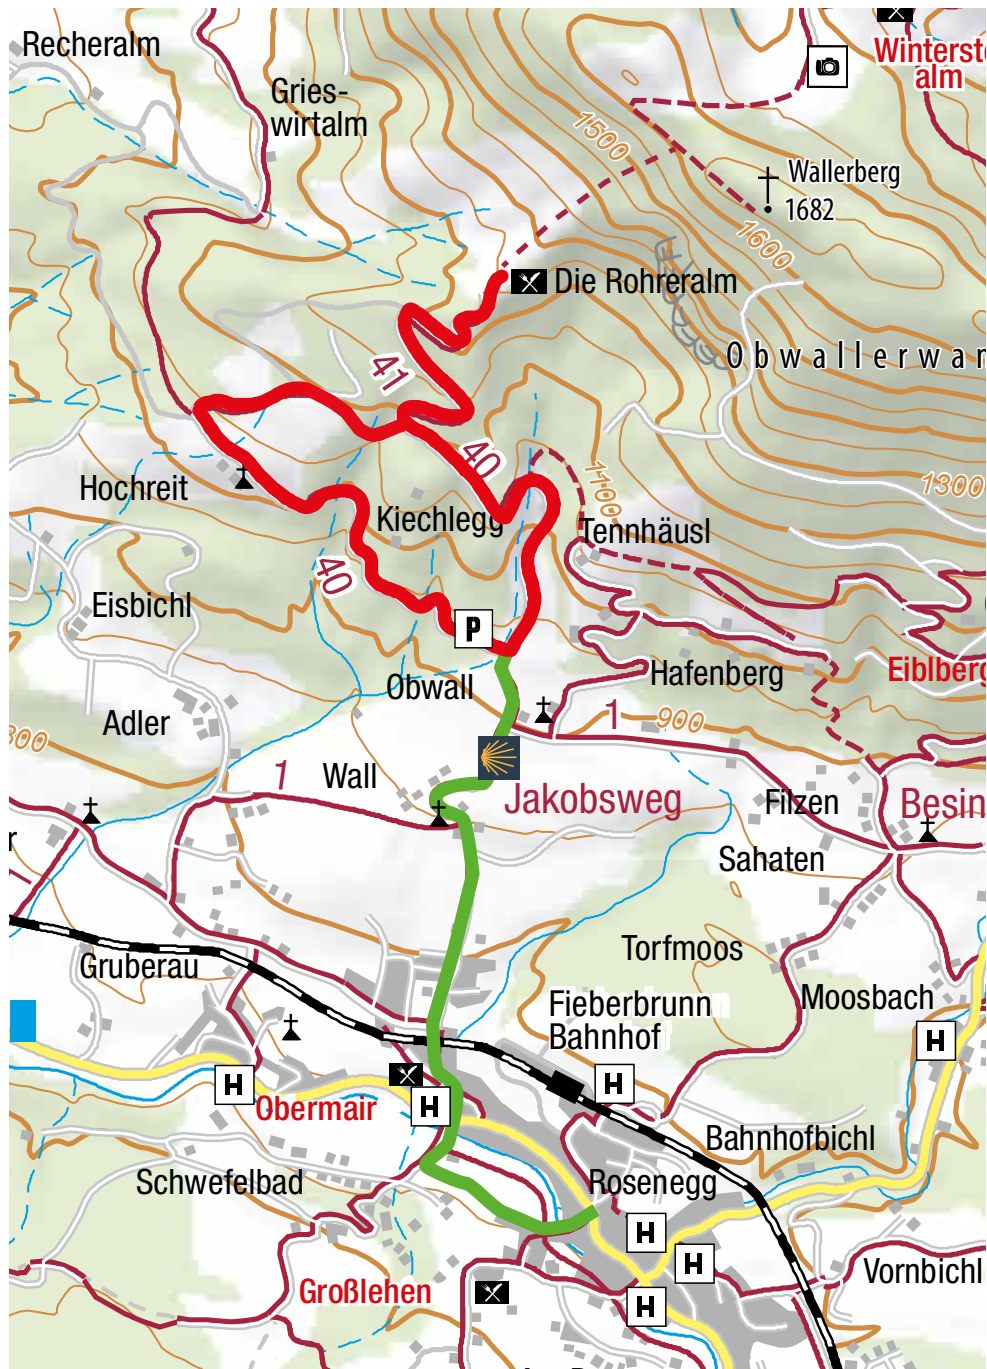 Recheralm
Gries-
wirtalm
Winterst
alm
1500
Wallerberg
1682
1600
Die Rohreralm
Obwallerwan
41
40
1100
1300
Hochreit
Kiechlegg
Tennhäusl
40
Eisbichl
P
Hafenberg
Eiblberg
Obwall
Adler
1
900
800
1
Wall
Jakobsweg
Filzen
Besin
r
Sahaten
Torfmoos
Gruberau
Moosbach
Fieberbrunn
Bahnhof
H
H
H
H
Obermair
Bahnhofbichl
Schwefelbad
Rosenegg
H
H
Vornbichl
Großlehen
H